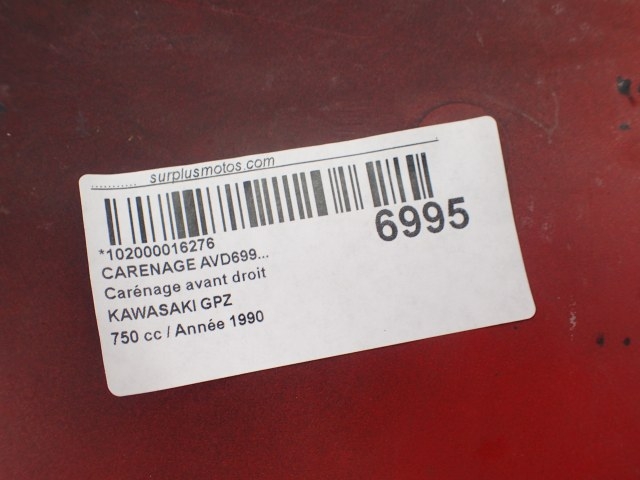 ........... surplusmotos.com
6995
*102000016276
CARENAGE AVD699...
Carénage avant droit
KAWASAKI GPZ
750 cc / Année 1990